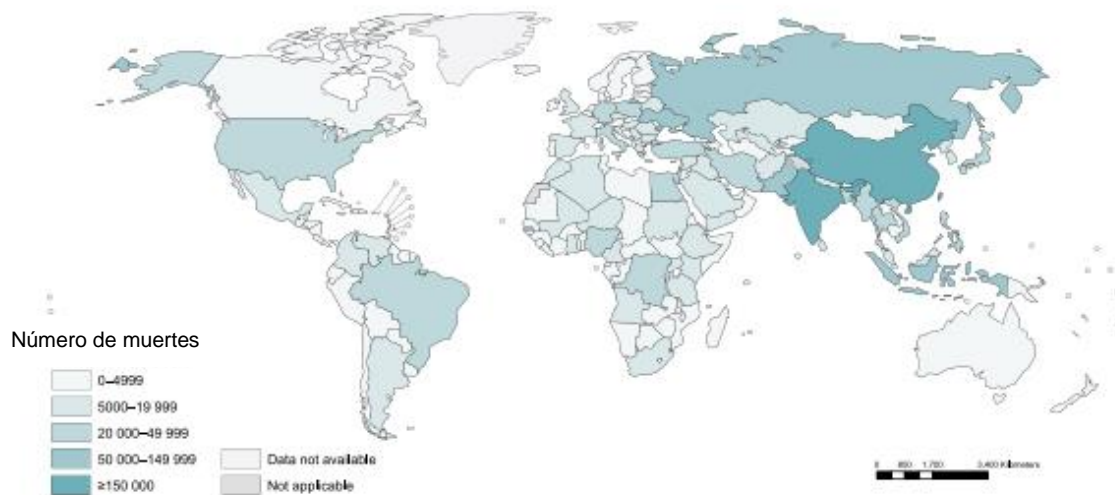 Número de muertes
0–4999
5000–19 999
20 000–49 999
50 000–149 999
≥150 000
Data not available
Not applicable
0 850 1,700 3,400 Kilometers